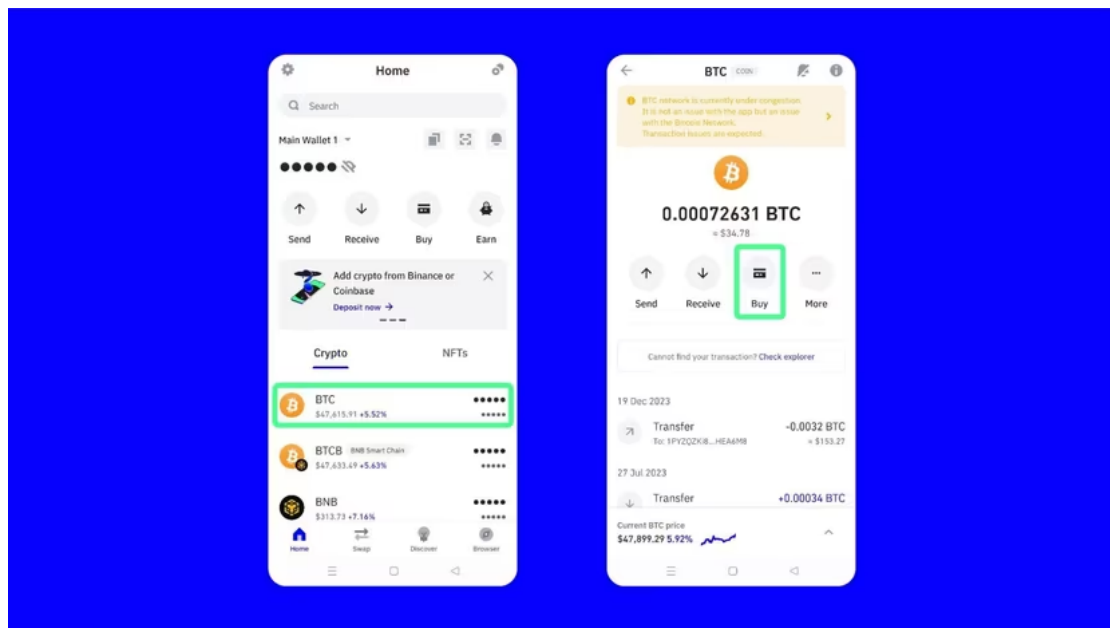 Home
Search
Main Wallet 1
Send Receive Buy Earn
Add crypto from Binance or
Coinbase
Deposit now →
Crypto NFTs
BTC
$47,615.91 +5.52%
BTCB BNB Smart Chain
$47,633.49 +5.63%
BNB
$313.73 +7.16%
Home Swap Discover Browser
BTC COIN
BTC network is currently under congestion.
It is not an issue with the app but an issue
with the Bitcoin Network.
Transaction issues are expected.
0.00072631 BTC
≈ $34.78
Send Receive Buy More
Cannot find your transaction? Check explorer
19 Dec 2023
Transfer -0.0032 BTC
To: 1PYZQZKi8...HEA6M8 ≈ $153.27
27 Jul 2023
Transfer +0.00034 BTC
Current BTC price
$47,899.29 5.92%